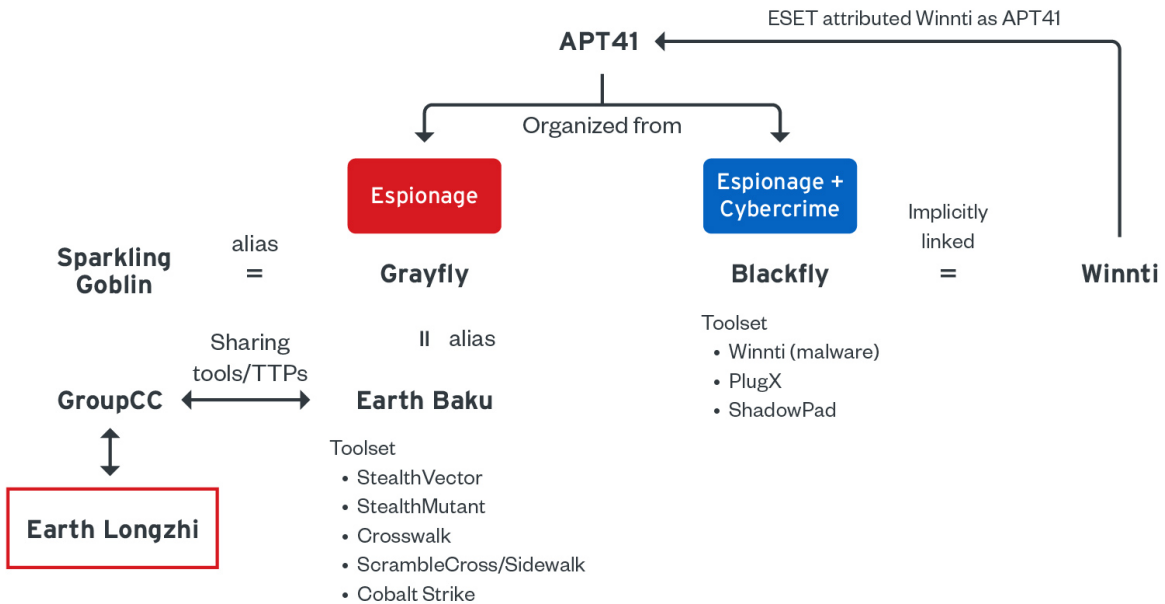 ESET attributed Winnti as APT41
APT41
Organized from
Espionage
Espionage +
Cybercrime
Implicitly
linked
Sparkling
Goblin
alias
=
Grayfly
Blackfly
=
Winnti
= alias
Sharing
tools/TTPs
GroupCC
Earth Baku
Earth Longzhi
Toolset
• StealthVector
• StealthMutant
• Crosswalk
• ScrambleCross/Sidewalk
• Cobalt Strike
Toolset
• Winnti (malware)
• PlugX
• ShadowPad